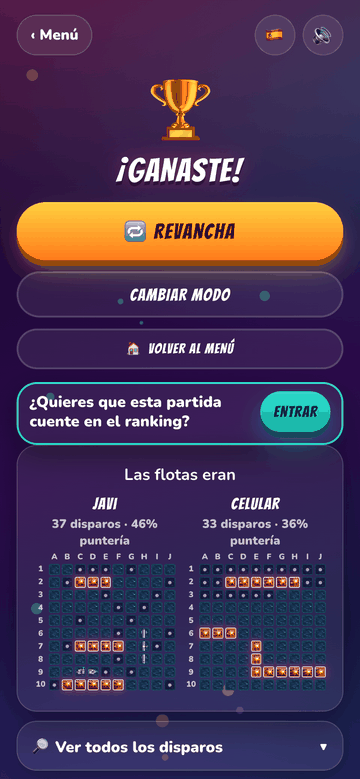 ‹ Menú
¡GANASTE!
REVANCHA
CAMBIAR MODO
VOLVER AL MENÚ
¿Quieres que esta partida
cuente en el ranking?
ENTRAR
Las flotas eran
JAVI
37 disparos · 46%
puntería
A B C D E F G H I J
1
2
3
4
5
6
7
8
9
10
CELULAR
33 disparos · 36%
puntería
A B C D E F G H I J
1
2
3
4
5
6
7
8
9
10
Ver todos los disparos